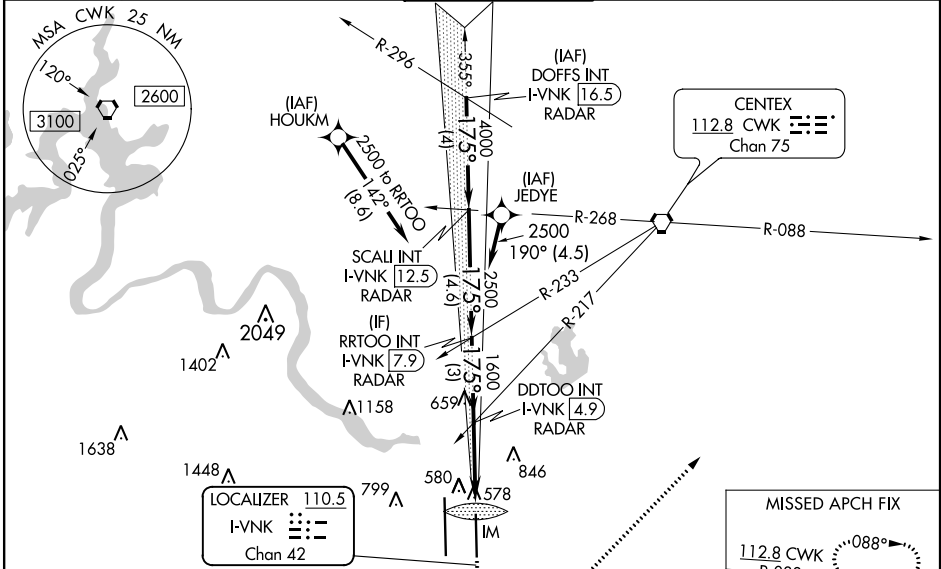 MSA CWK 25 NM
120°
2600
3100
025°
R-296
355°
(IAF)
DOFFS INT
I-VNK 16.5
RADAR
(IAF)
HOUKM
2500 to RRTOO
142°
(8.6)
4000
175°
(4)
CENTEX
112.8 CWK
Chan 75
(IAF)
JEDYE
R-268
R-088
2500
190° (4.5)
SCALI INT
I-VNK 12.5
RADAR
2500
175°
(4.6)
R-233
R-217
2049
(IF)
RRTOO INT
I-VNK 7.9
RADAR
1402
1600
175°
(3)
DDTOO INT
I-VNK 4.9
RADAR
659
1158
1638
846
1448
799
580
578
LOCALIZER 110.5
I-VNK
Chan 42
IM
MISSED APCH FIX
112.8 CWK
088°